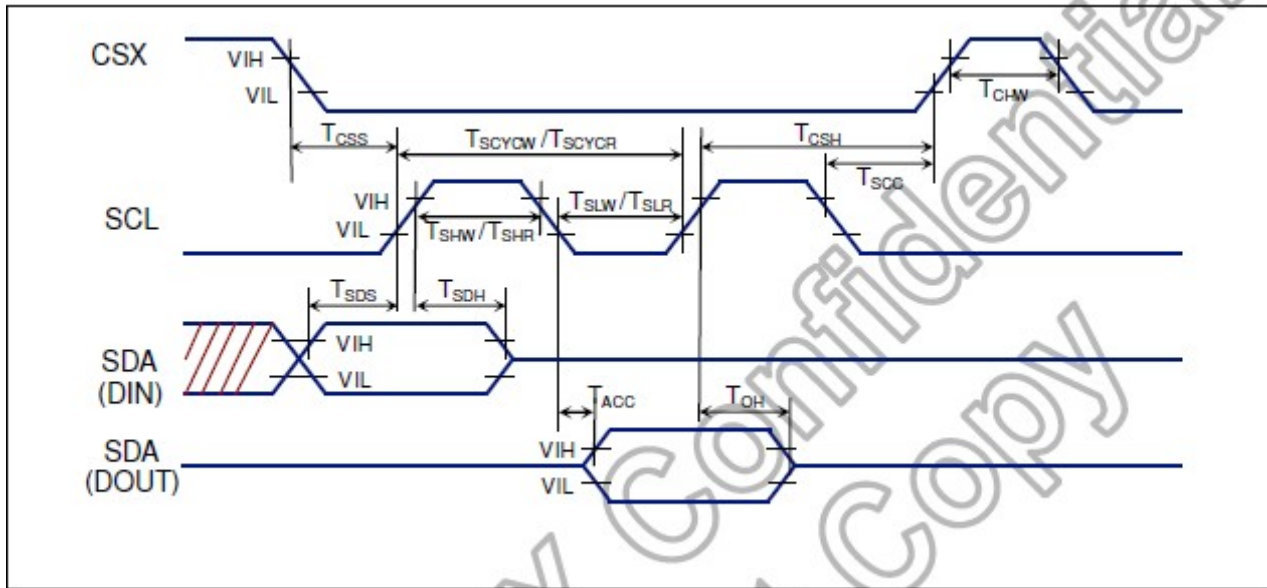 CSX
VIH
VIL
TCHW
TCSS
TSCYCW /TSCYCR
TCSH
TSCC
SCL
VIH
VIL
TSHW/TSHR
TSLW/TSLR
TSDS
TSDH
SDA
(DIN)
VIH
VIL
TACC
TOH
SDA
(DOUT)
VIH
VIL
Confidential
Copy